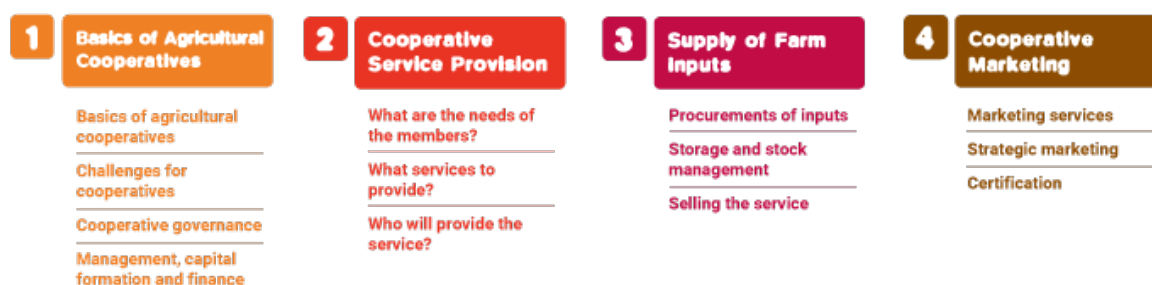 1
Basics of Agricultural
Cooperatives
Basics of agricultural
cooperatives
Challenges for
cooperatives
Cooperative governance
Management, capital
formation and finance
2
Cooperative
Service Provision
What are the needs of
the members?
What services to
provide?
Who will provide the
service?
3
Supply of Farm
Inputs
Procurements of inputs
Storage and stock
management
Selling the service
4
Cooperative
Marketing
Marketing services
Strategic marketing
Certification